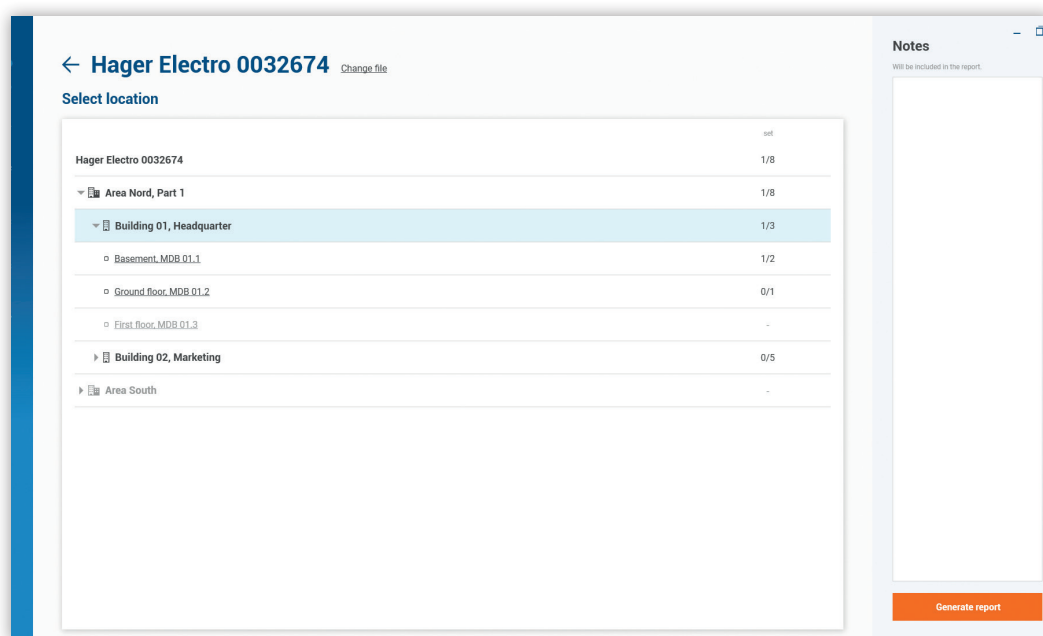 Hager Electro 0032674 Change file
Select location
set
Hager Electro 0032674 1/8
Area Nord, Part 1 1/8
Building 01, Headquarter 1/3
Basement, MDB 01.1 1/2
Ground floor, MDB 01.2 0/1
First floor, MDB 01.3 -
Building 02, Marketing 0/5
Area South -
Notes
Will be included in the report.
Generate report